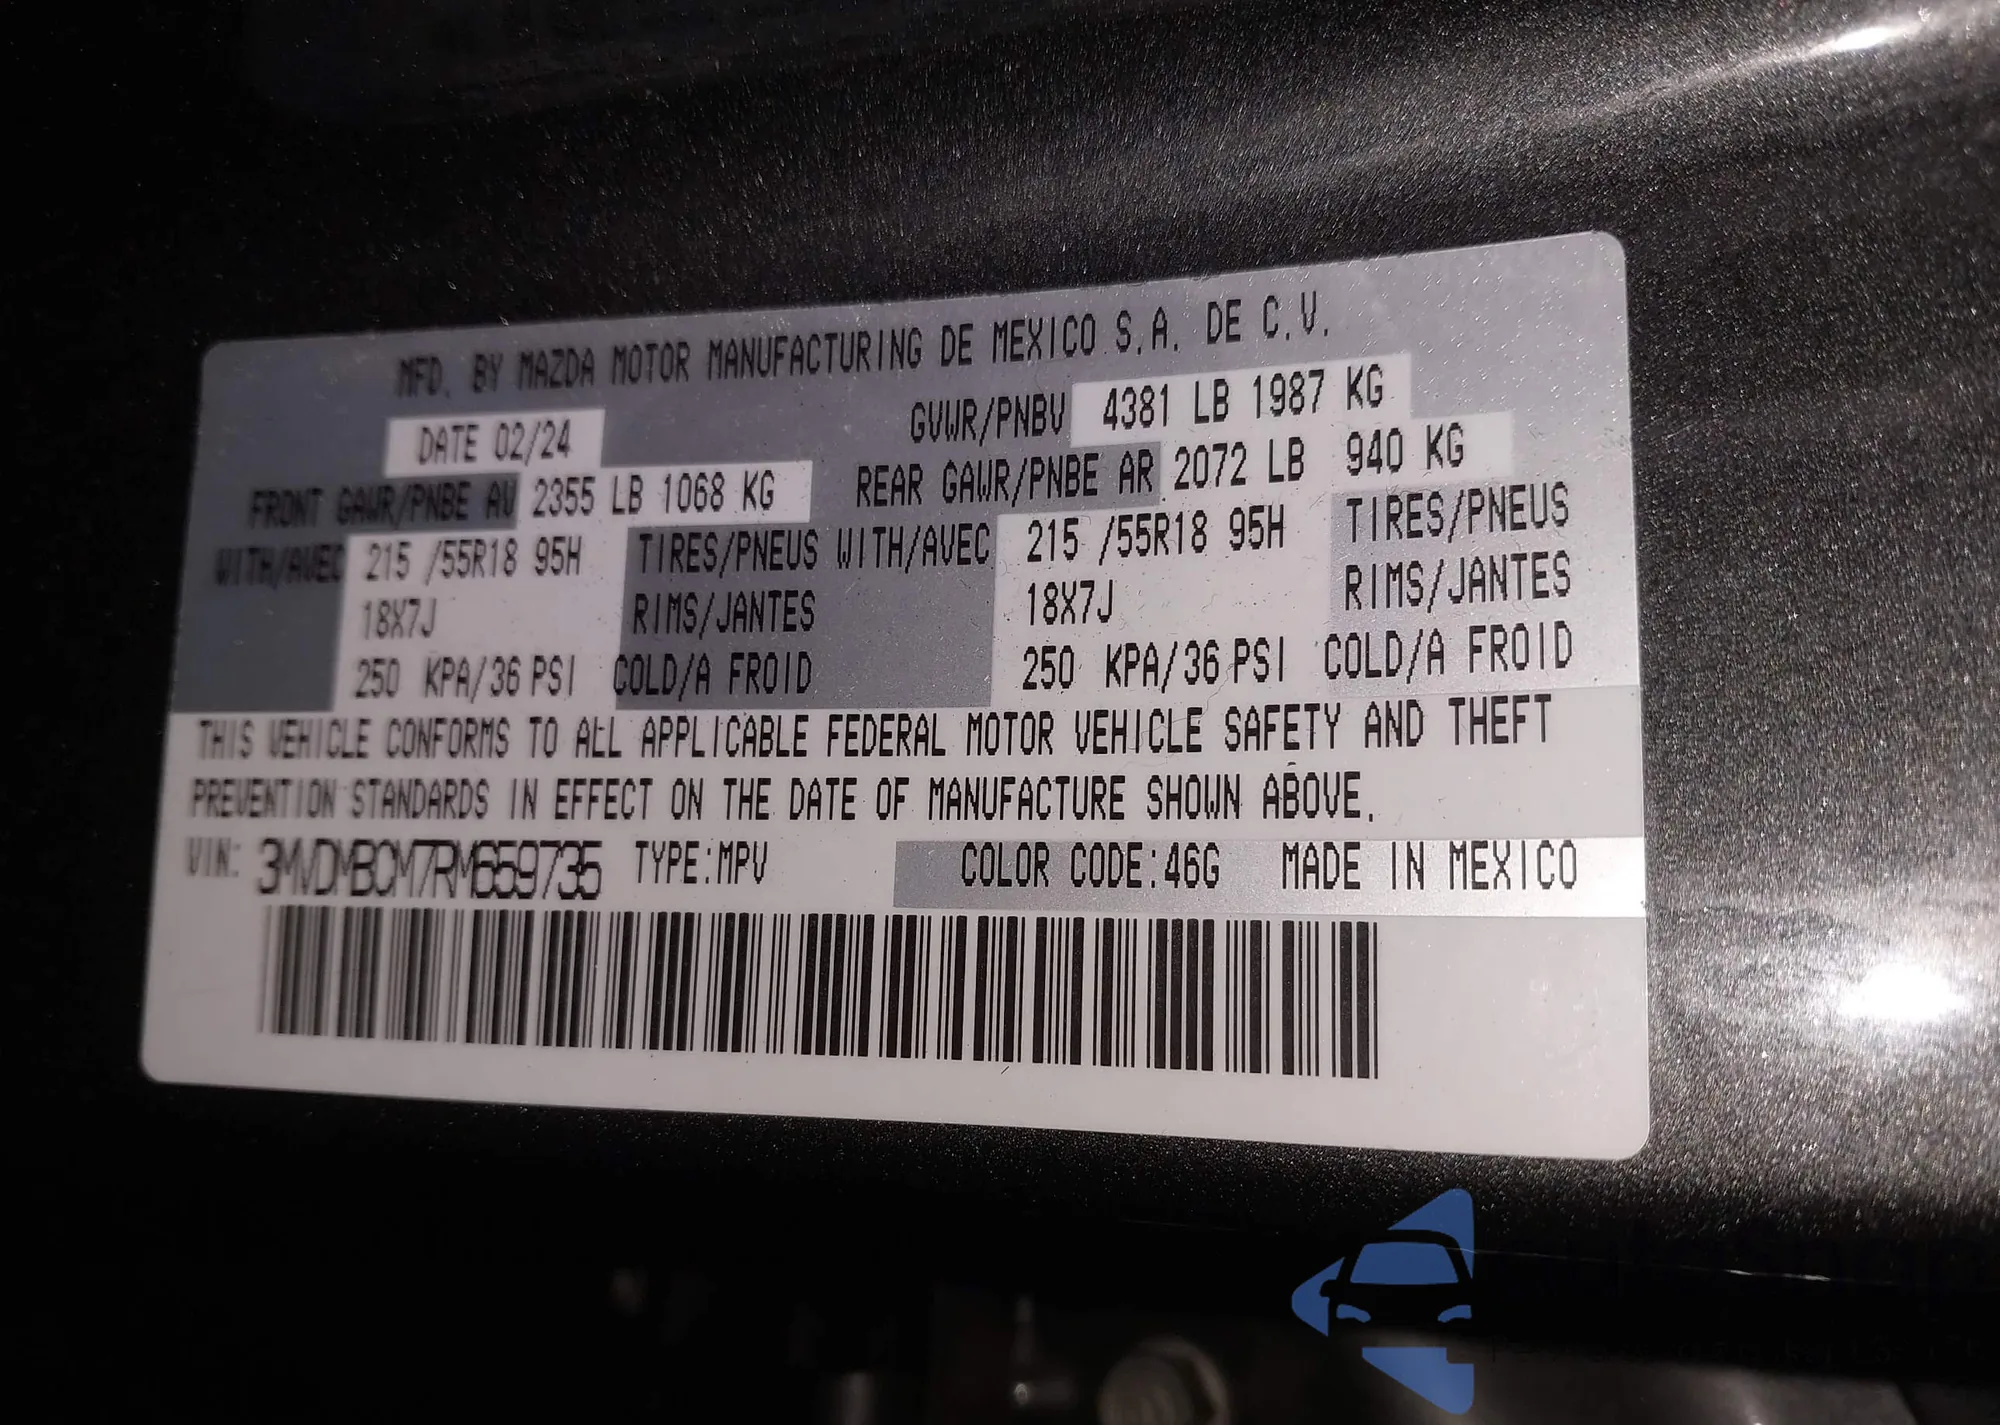 MFD. BY MAZDA MOTOR MANUFACTURING DE MEXICO S.A. DE C.V.
DATE 02/24 GVWR/PNBV 4381 LB 1987 KG
FRONT GAWR/PNBE AV 2355 LB 1068 KG REAR GAWR/PNBE AR 2072 LB 940 KG
WITH/AVEC 215 /55R18 95H TIRES/PNEUS WITH/AVEC 215 /55R18 95H TIRES/PNEUS
18X7J RIMS/JANTES 18X7J RIMS/JANTES
250 KPA/36 PSI COLD/A FROID 250 KPA/36 PSI COLD/A FROID
THIS VEHICLE CONFORMS TO ALL APPLICABLE FEDERAL MOTOR VEHICLE SAFETY AND THEFT
PREVENTION STANDARDS IN EFFECT ON THE DATE OF MANUFACTURE SHOWN ABOVE.
VIN: 3MVDMBCM7RM659735 TYPE:MPV COLOR CODE:46G MADE IN MEXICO